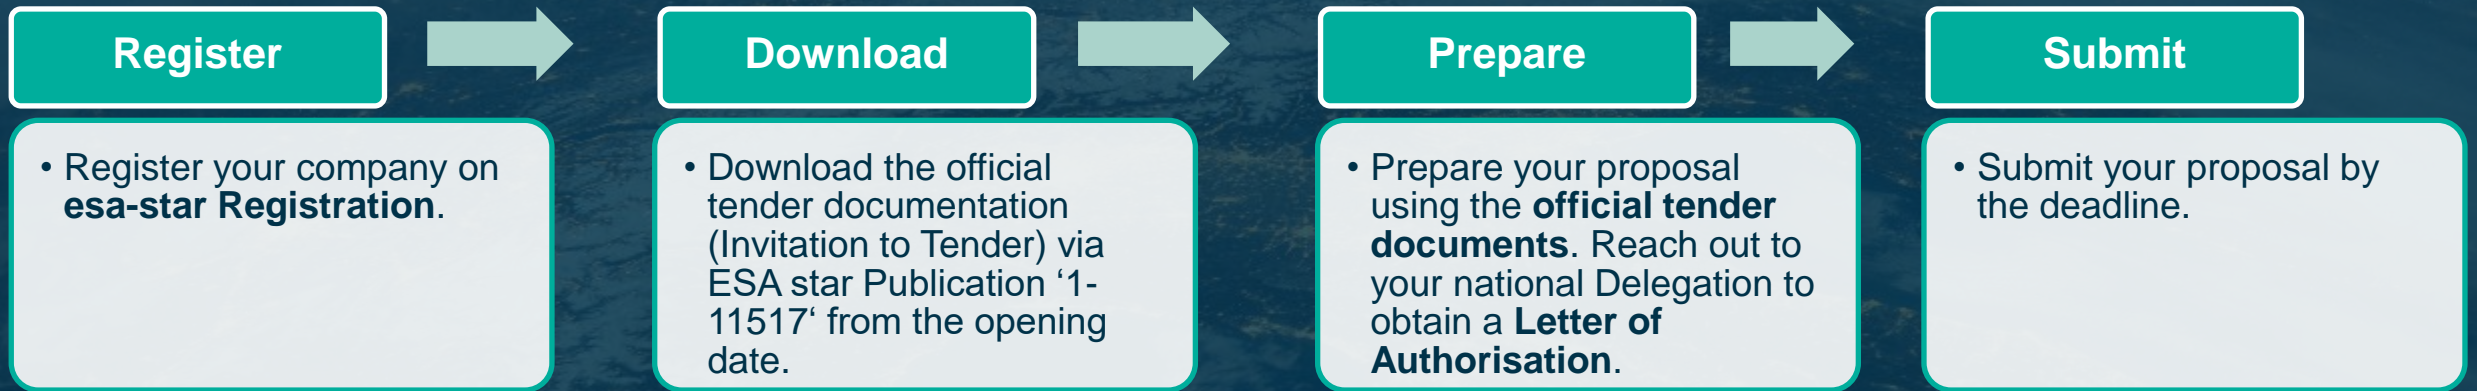 Register
• Register your company on
esa-star Registration.
Download
• Download the official
tender documentation
(Invitation to Tender) via
ESA star Publication ‘1-
11517‘ from the opening
date.
Prepare
• Prepare your proposal
using the official tender
documents. Reach out to
your national Delegation to
obtain a Letter of
Authorisation.
Submit
• Submit your proposal by
the deadline.